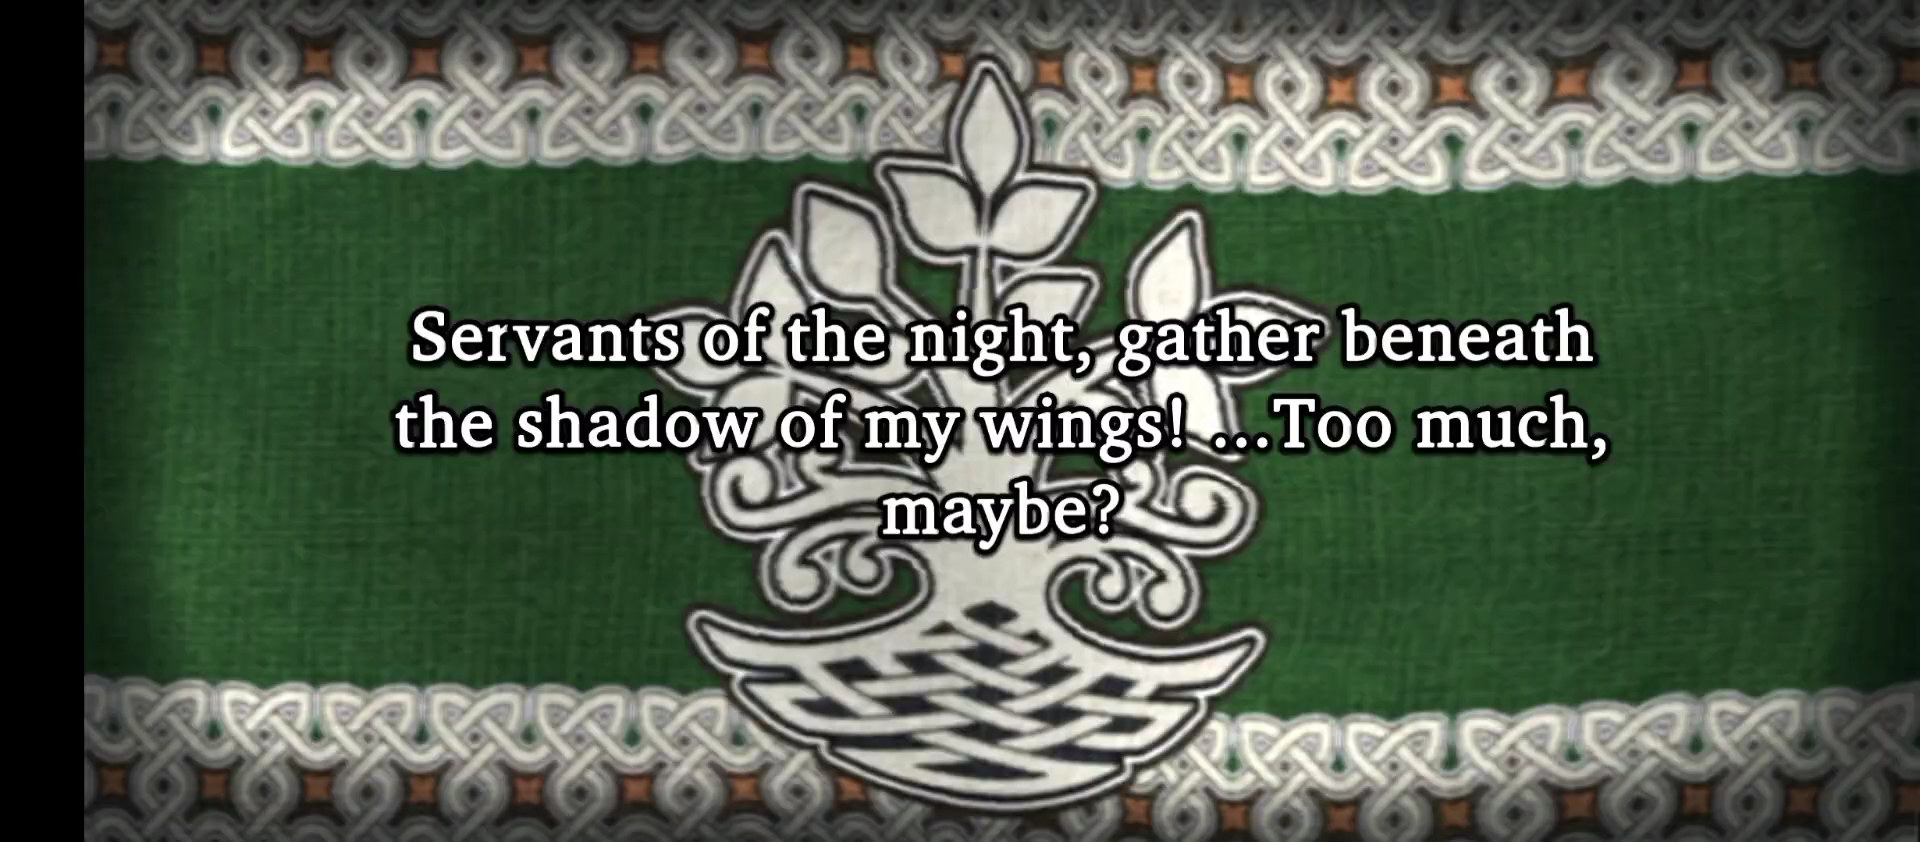 Servants of the night, gather beneath
the shadow of my wings! ...Too much,
maybe?